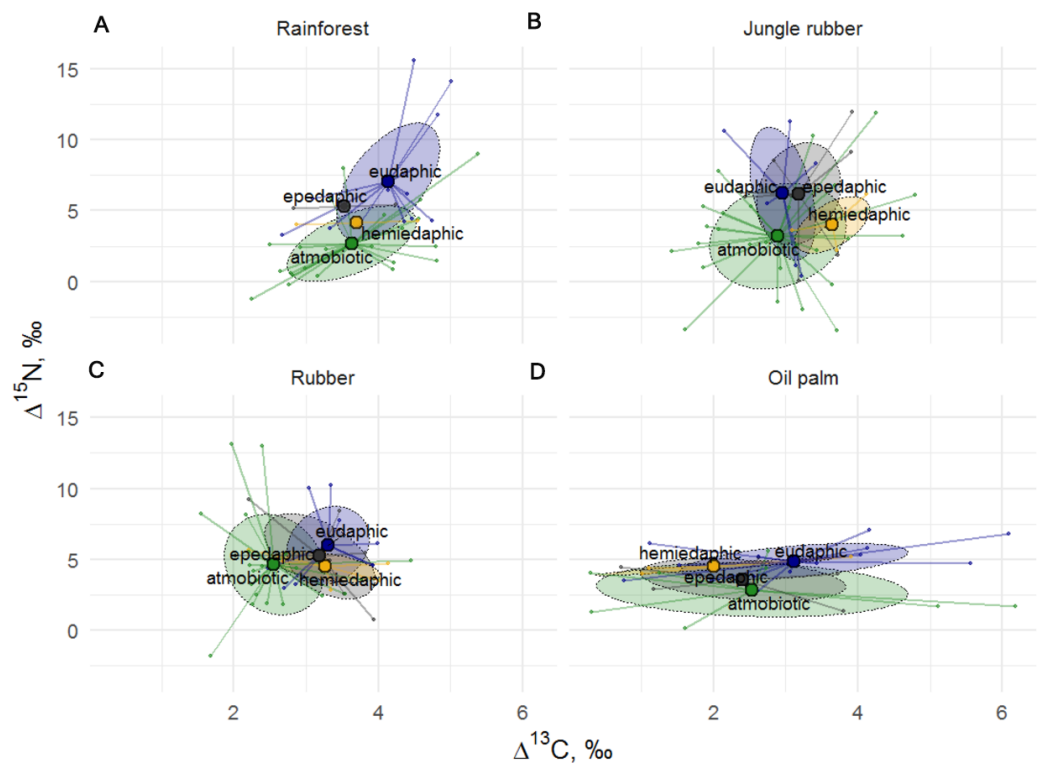 A
Rainforest
B
Jungle rubber
15
10
5
0
eudaphic
epedaphic
hemiedaphic
atmobiotic
eudaphic
epedaphic
hemiedaphic
atmobiotic
C
Rubber
D
Oil palm
15
10
5
0
eudaphic
epedaphic
atmobiotic
hemiedaphic
hemiedaphic
eudaphic
epedaphic
atmobiotic
2 4 6
2 4 6
Δ15N, ‰
Δ13C, ‰